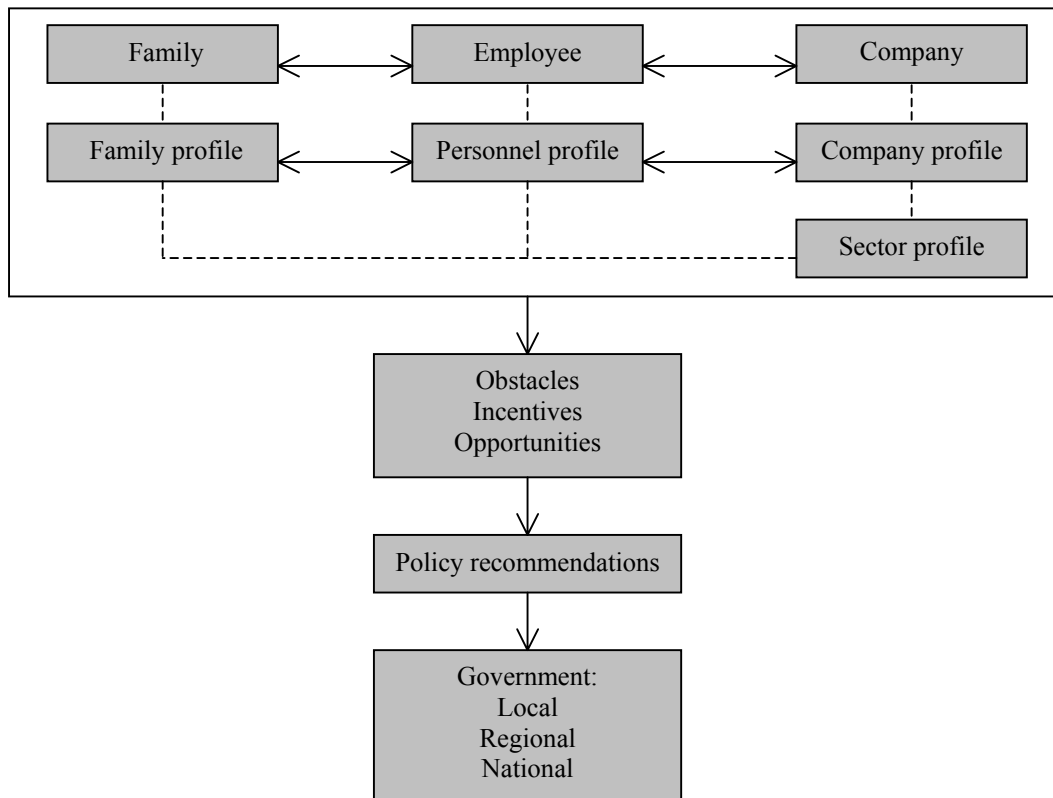 Family
Employee
Company
Family profile
Personnel profile
Company profile
Sector profile
Obstacles
Incentives
Opportunities
Policy recommendations
Government:
Local
Regional
National